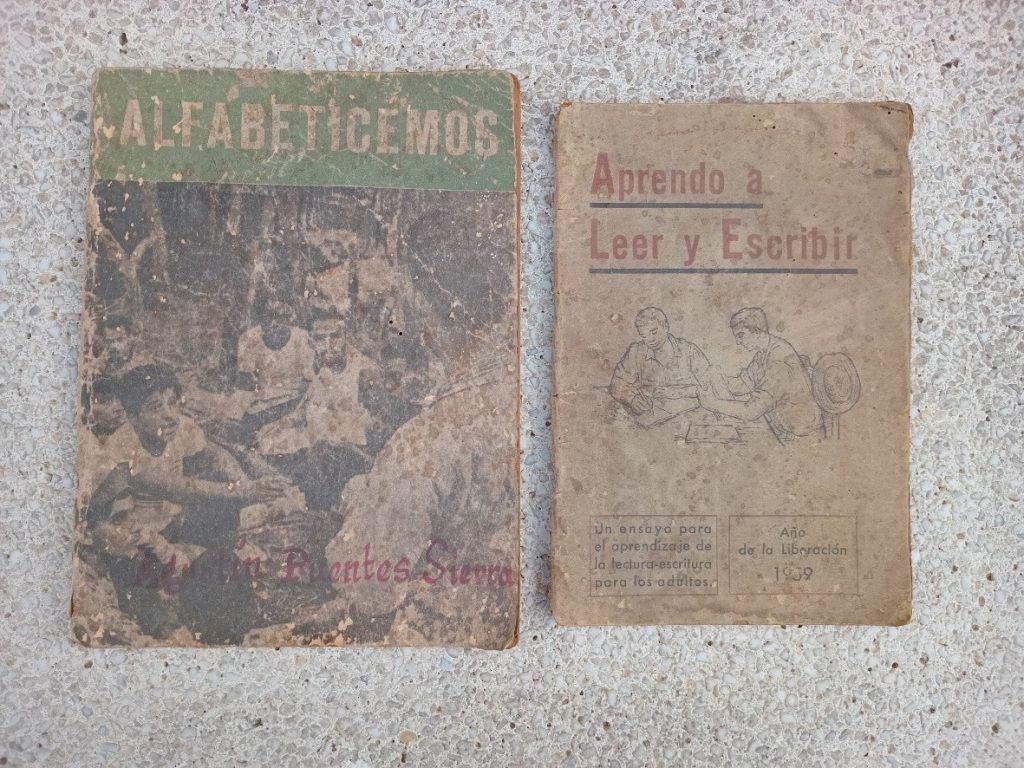 ALFABETICEMOS
Agustín Puentes Sierra
Aprendo a
Leer y Escribir
Un ensayo para
el aprendizaje de
la lectura-escritura
para los adultos.
Año
de la Liberación
1959